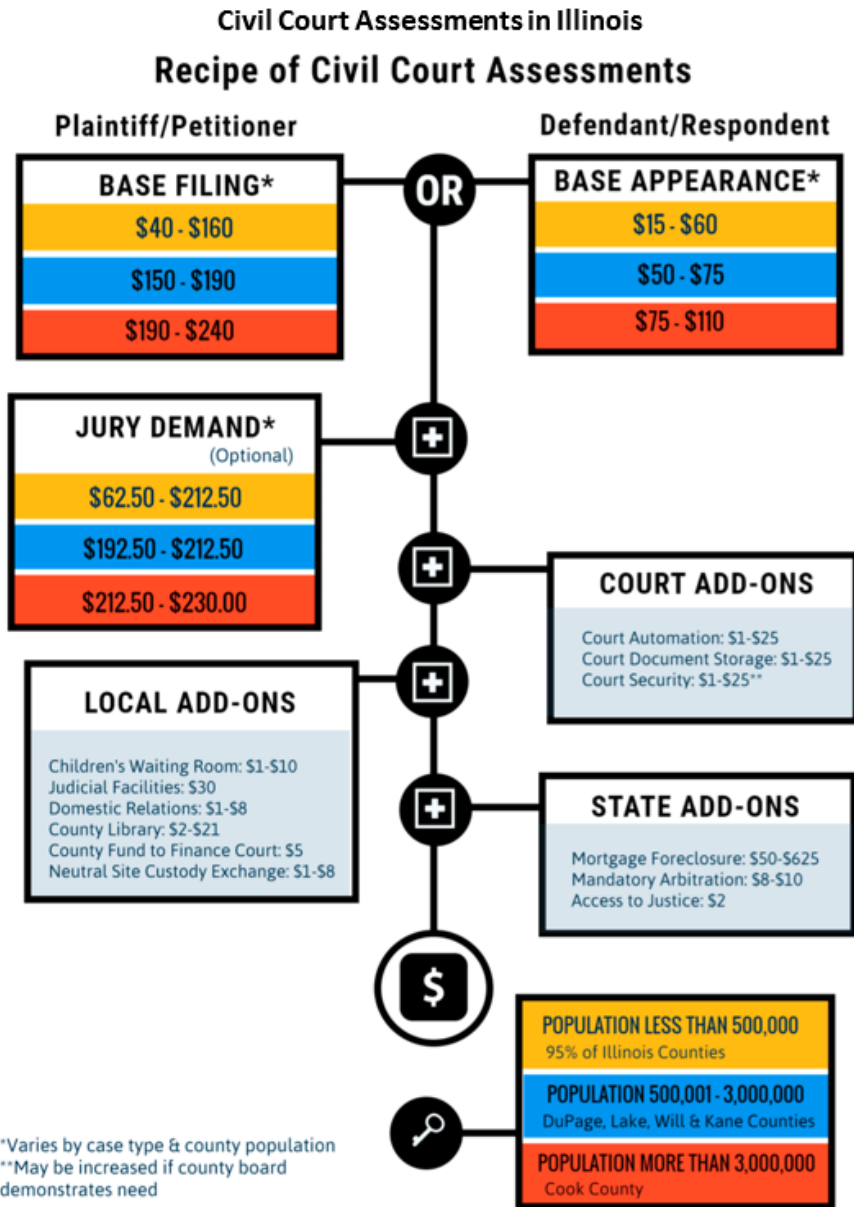 Civil Court Assessments in Illinois
Recipe of Civil Court Assessments
Plaintiff/Petitioner
Defendant/Respondent
BASE FILING*
$40 - $160
$150 - $190
$190 - $240
OR
BASE APPEARANCE*
$15 - $60
$50 - $75
$75 - $110
JURY DEMAND*
(Optional)
$62.50 - $212.50
$192.50 - $212.50
$212.50 - $230.00
COURT ADD-ONS
Court Automation: $1-$25
Court Document Storage: $1-$25
Court Security: $1-$25**
LOCAL ADD-ONS
Children's Waiting Room: $1-$10
Judicial Facilities: $30
Domestic Relations: $1-$8
County Library: $2-$21
County Fund to Finance Court: $5
Neutral Site Custody Exchange: $1-$8
STATE ADD-ONS
Mortgage Foreclosure: $50-$625
Mandatory Arbitration: $8-$10
Access to Justice: $2
$
POPULATION LESS THAN 500,000
95% of Illinois Counties
POPULATION 500,001 - 3,000,000
DuPage, Lake, Will & Kane Counties
POPULATION MORE THAN 3,000,000
Cook County
*Varies by case type & county population
**May be increased if county board
demonstrates need